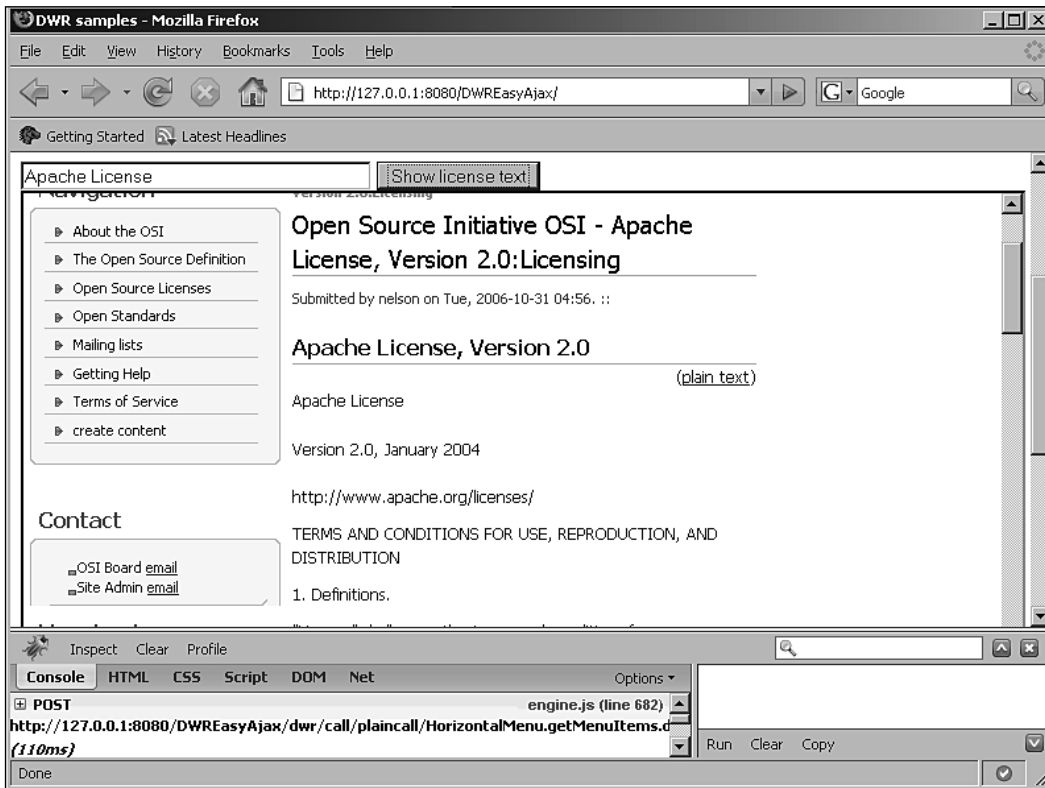 DWR samples - Mozilla Firefox
File Edit View History Bookmarks Tools Help
http://127.0.0.1:8080/DWREasyAjax/
G Google
Getting Started Latest Headlines
Apache License
Show license text
Navigation
About the OSI
The Open Source Definition
Open Source Licenses
Open Standards
Mailing lists
Getting Help
Terms of Service
create content
Contact
OSI Board email
Site Admin email
Version 2.0:Licensing
Open Source Initiative OSI - Apache
License, Version 2.0:Licensing
Submitted by nelson on Tue, 2006-10-31 04:56. ::
Apache License, Version 2.0
(plain text)
Apache License
Version 2.0, January 2004
http://www.apache.org/licenses/
TERMS AND CONDITIONS FOR USE, REPRODUCTION, AND
DISTRIBUTION
1. Definitions.
Inspect Clear Profile
Console HTML CSS Script DOM Net Options
POST engine.js (line 682)
http://127.0.0.1:8080/DWREasyAjax/dwr/call/plaincall/HorizontalMenu.getMenuItems.d
(110ms)
Run Clear Copy
Done